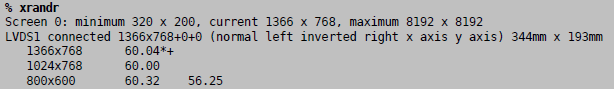 % xrandr
Screen 0: minimum 320 x 200, current 1366 x 768, maximum 8192 x 8192
LVDS1 connected 1366x768+0+0 (normal left inverted right x axis y axis) 344mm x 193mm
   1366x768      60.04*+
   1024x768      60.00
   800x600       60.32    56.25